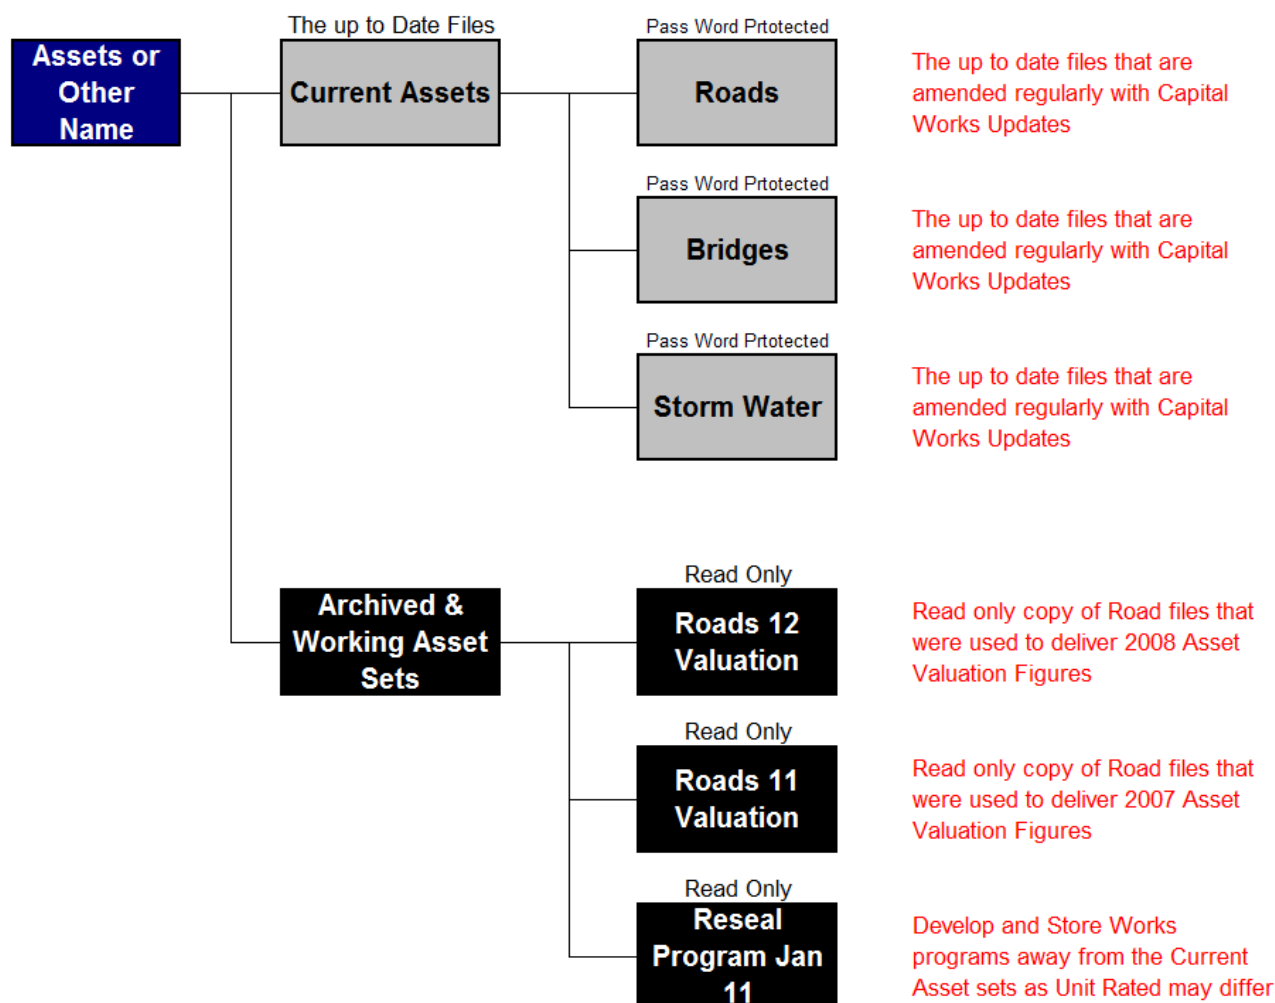 The up to Date Files
Pass Word Prtotected
Assets or
Other
Name
Current Assets
Roads
The up to date files that are
amended regularly with Capital
Works Updates
Pass Word Prtotected
Bridges
The up to date files that are
amended regularly with Capital
Works Updates
Pass Word Prtotected
Storm Water
The up to date files that are
amended regularly with Capital
Works Updates
Archived &
Working Asset
Sets
Read Only
Roads 12
Valuation
Read only copy of Road files that
were used to deliver 2008 Asset
Valuation Figures
Read Only
Roads 11
Valuation
Read only copy of Road files that
were used to deliver 2007 Asset
Valuation Figures
Read Only
Reseal
Program Jan
11
Develop and Store Works
programs away from the Current
Asset sets as Unit Rated may differ